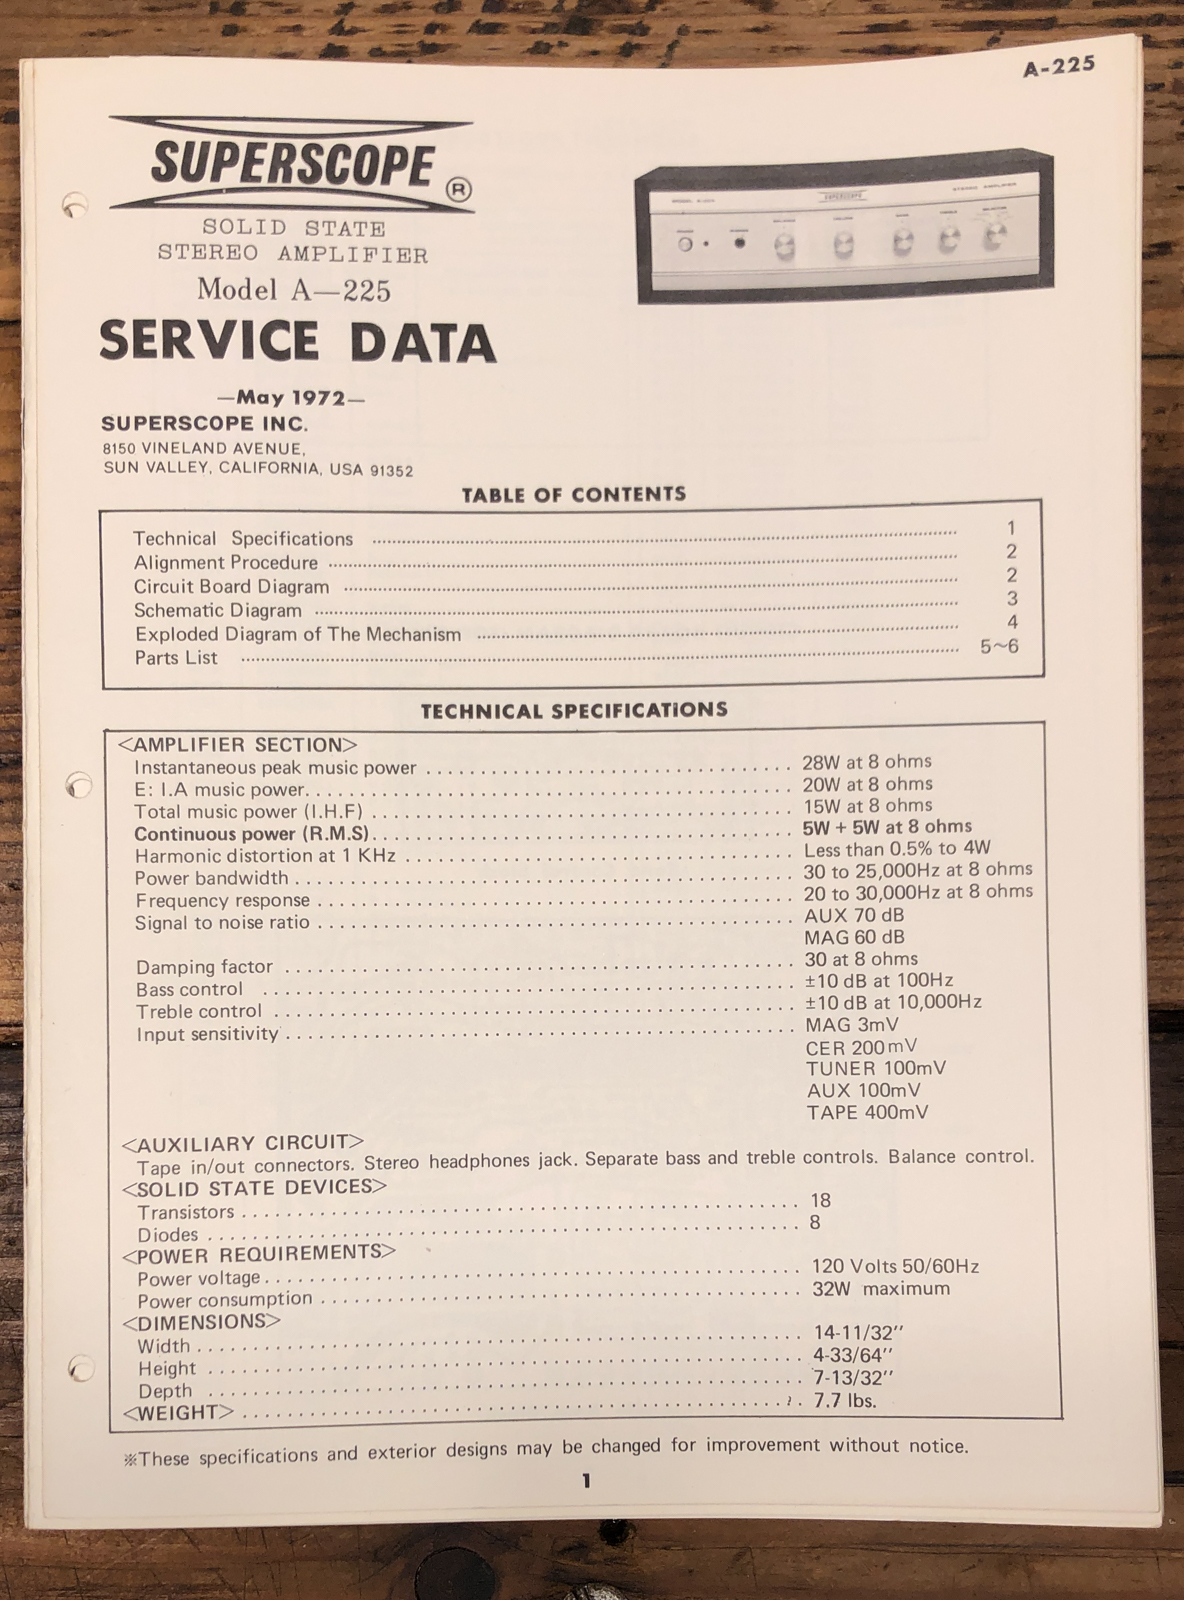 A-225
SUPERSCOPE ®
SOLID STATE
STEREO AMPLIFIER
Model A—225
SERVICE DATA
—May 1972—
SUPERSCOPE INC.
8150 VINELAND AVENUE,
SUN VALLEY, CALIFORNIA, USA 91352
SUPERSCOPE
STEREO AMPLIFIER
TABLE OF CONTENTS
Technical Specifications 1
Alignment Procedure 2
Circuit Board Diagram 2
Schematic Diagram 3
Exploded Diagram of The Mechanism 4
Parts List 5~6
TECHNICAL SPECIFICATiONS
<AMPLIFIER SECTION>
Instantaneous peak music power 28W at 8 ohms
E: I.A music power. 20W at 8 ohms
Total music power (I.H.F) 15W at 8 ohms
Continuous power (R.M.S). 5W + 5W at 8 ohms
Harmonic distortion at 1 KHz Less than 0.5% to 4W
Power bandwidth 30 to 25,000Hz at 8 ohms
Frequency response 20 to 30,000Hz at 8 ohms
Signal to noise ratio AUX 70 dB
MAG 60 dB
Damping factor 30 at 8 ohms
Bass control ±10 dB at 100Hz
Treble control ±10 dB at 10,000Hz
Input sensitivity MAG 3mV
CER 200mV
TUNER 100mV
AUX 100mV
TAPE 400mV
<AUXILIARY CIRCUIT>
Tape in/out connectors. Stereo headphones jack. Separate bass and treble controls. Balance control.
<SOLID STATE DEVICES>
Transistors 18
Diodes 8
<POWER REQUIREMENTS>
Power voltage 120 Volts 50/60Hz
Power consumption 32W maximum
<DIMENSIONS>
Width 14-11/32″
Height 4-33/64″
Depth 7-13/32″
<WEIGHT> 7.7 lbs.
※These specifications and exterior designs may be changed for improvement without notice.
1